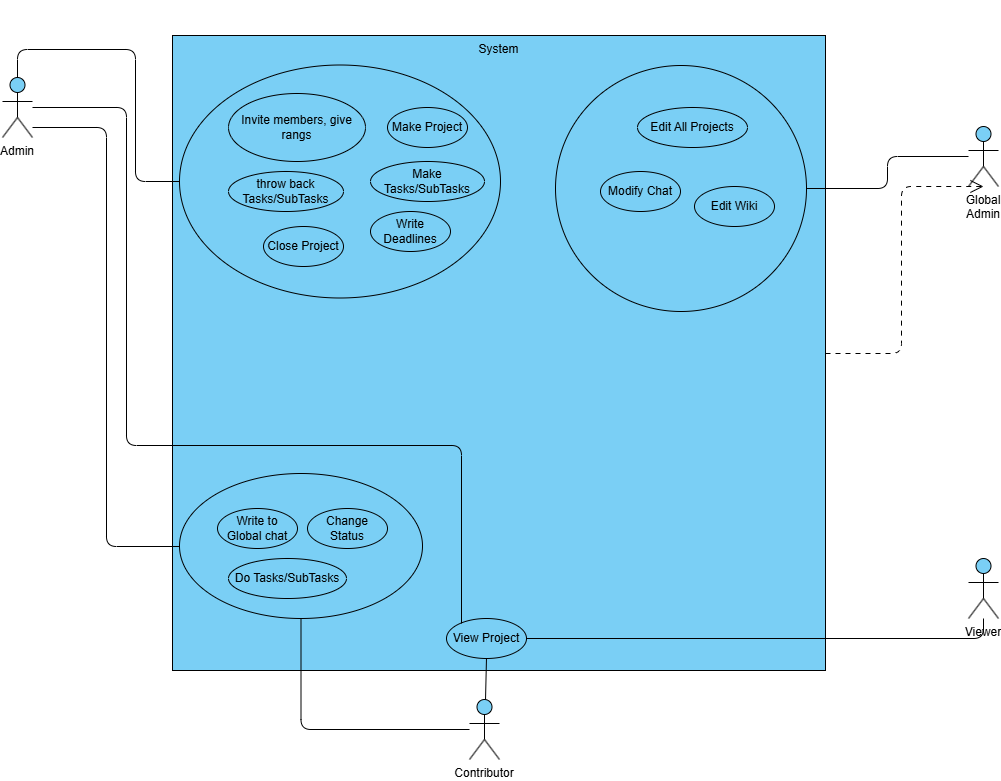 System
Admin
Invite members, give
rangs
Make Project
throw back
Tasks/SubTasks
Make
Tasks/SubTasks
Close Project
Write
Deadlines
Edit All Projects
Modify Chat
Edit Wiki
Global
Admin
Write to
Global chat
Change
Status
Do Tasks/SubTasks
View Project
Viewer
Contributor